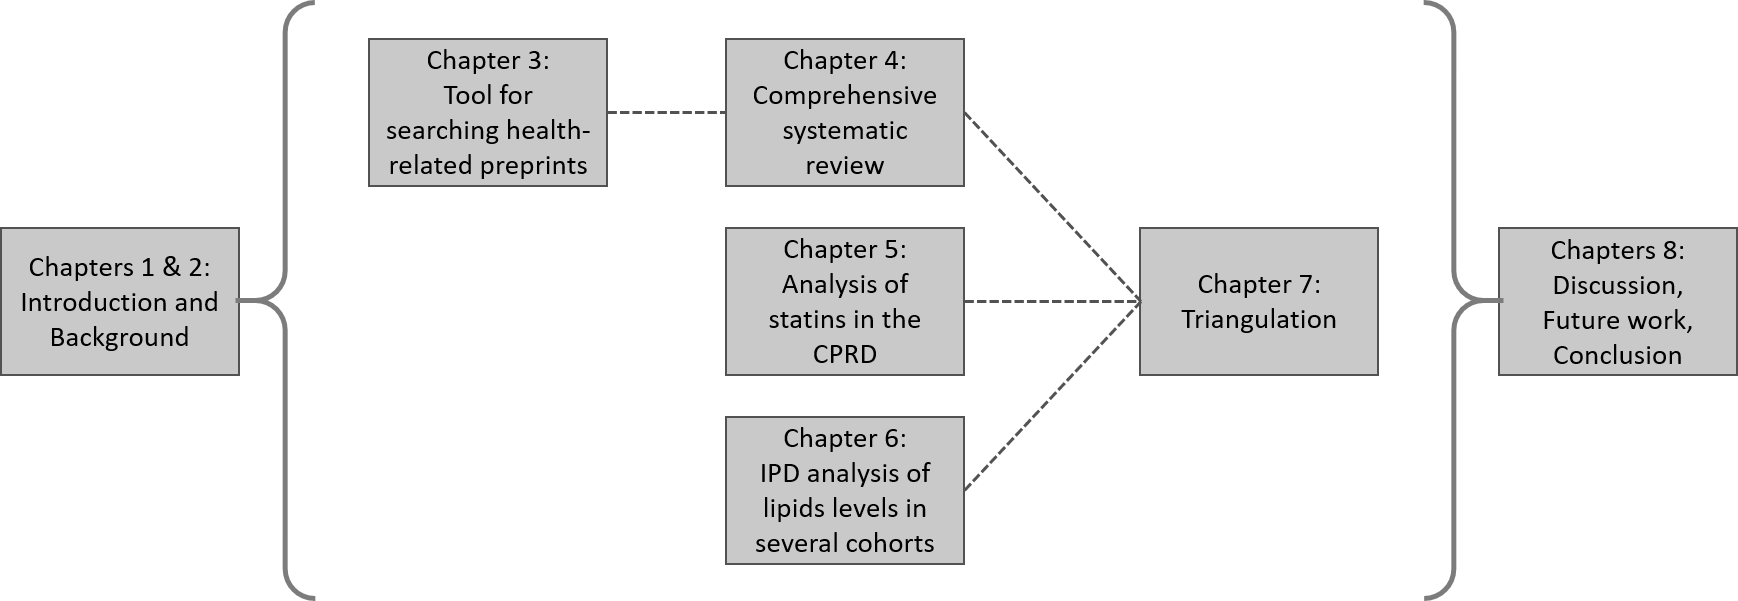 Chapters 1 & 2:
Introduction and
Background
Chapter 3:
Tool for
searching health-
related preprints
Chapter 4:
Comprehensive
systematic
review
Chapter 5:
Analysis of
statins in the
CPRD
Chapter 6:
IPD analysis of
lipids levels in
several cohorts
Chapter 7:
Triangulation
Chapters 8:
Discussion,
Future work,
Conclusion